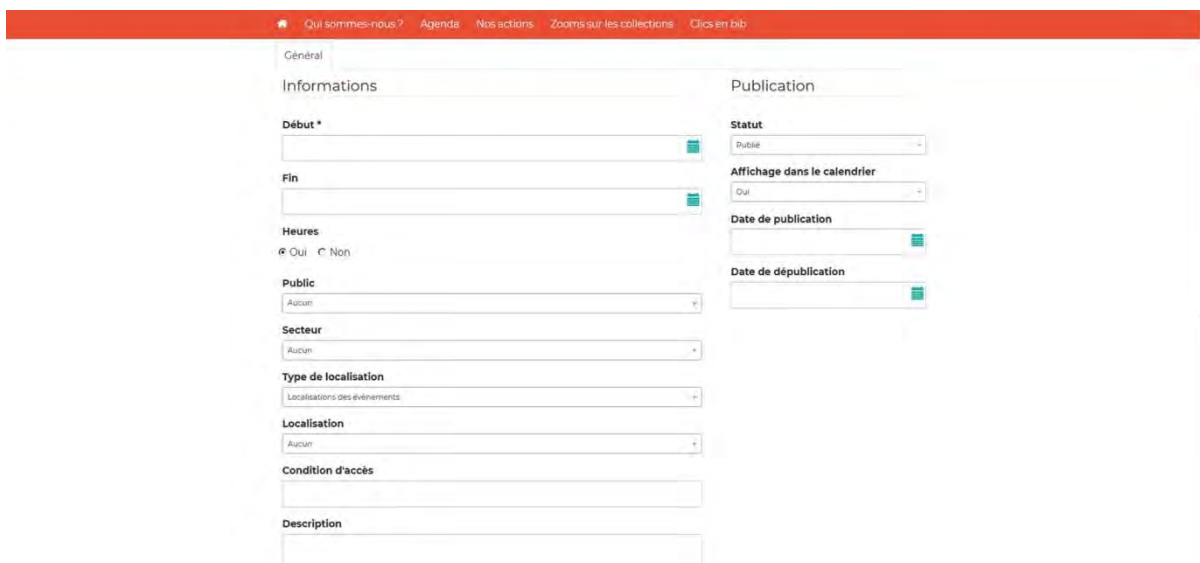 Qui sommes-nous ? Agenda Nos actions Zooms sur les collections Clics en bib
Général
Informations
Début *
Fin
Heures
Oui Non
Public
Aucun
Secteur
Aucun
Type de localisation
Localisations des évènements
Localisation
Aucun
Condition d'accès
Description
Publication
Statut
Publié
Affichage dans le calendrier
Oui
Date de publication
Date de dépublication